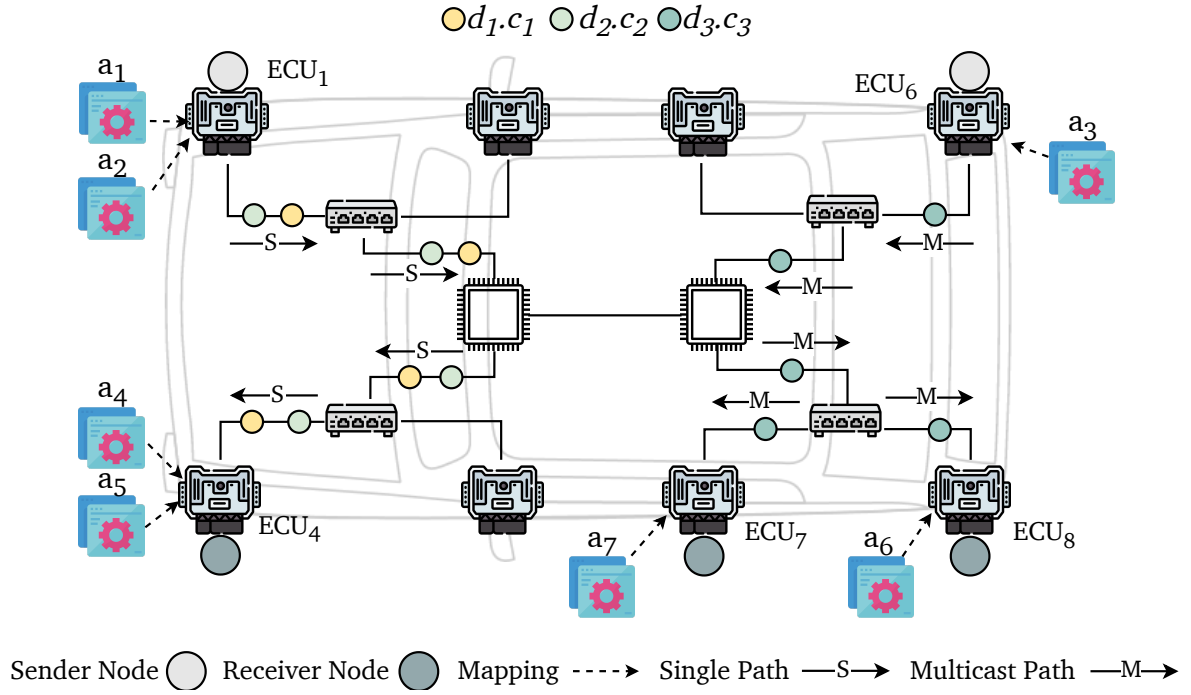 d₁.c₁ d₂.c₂ d₃.c₃
a₁ ECU₁ ECU₆
a₂ a₃
S M
S M
S M
S M M
a₄
a₅ ECU₄ a₇ ECU₇ a₆ ECU₈
Sender Node Receiver Node Mapping Single Path S Multicast Path M